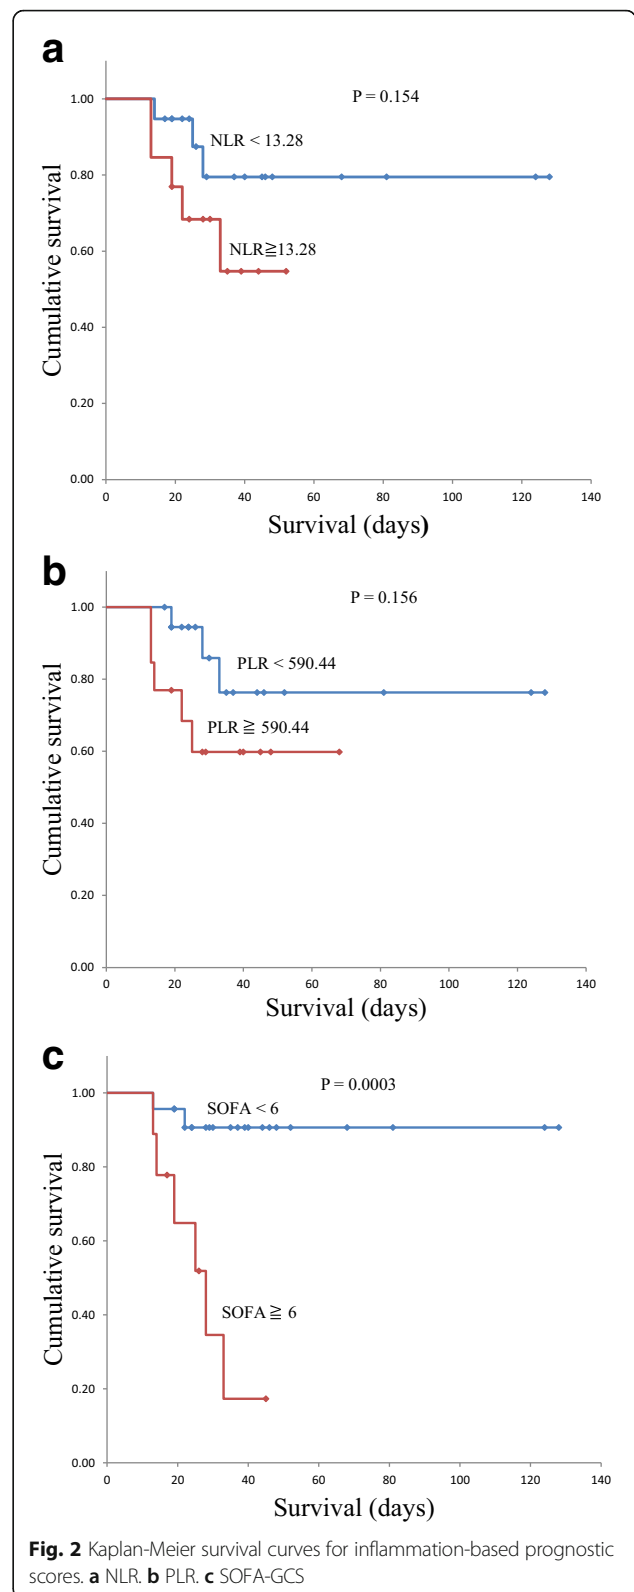 a
P = 0.154
1.00
NLR < 13.28
0.80
NLR≧13.28
0.60
0.40
0.20
0.00
0 20 40 60 80 100 120 140
Cumulative survival
Survival (days)
b
P = 0.156
1.00
PLR < 590.44
0.80
PLR ≧ 590.44
0.60
0.40
0.20
0.00
0 20 40 60 80 100 120 140
Cumulative survival
Survival (days)
c
P = 0.0003
1.00
SOFA < 6
0.80
0.60
SOFA ≧ 6
0.40
0.20
0.00
0 20 40 60 80 100 120 140
Cumulative survival
Survival (days)
Fig. 2 Kaplan-Meier survival curves for inflammation-based prognostic
scores. a NLR. b PLR. c SOFA-GCS